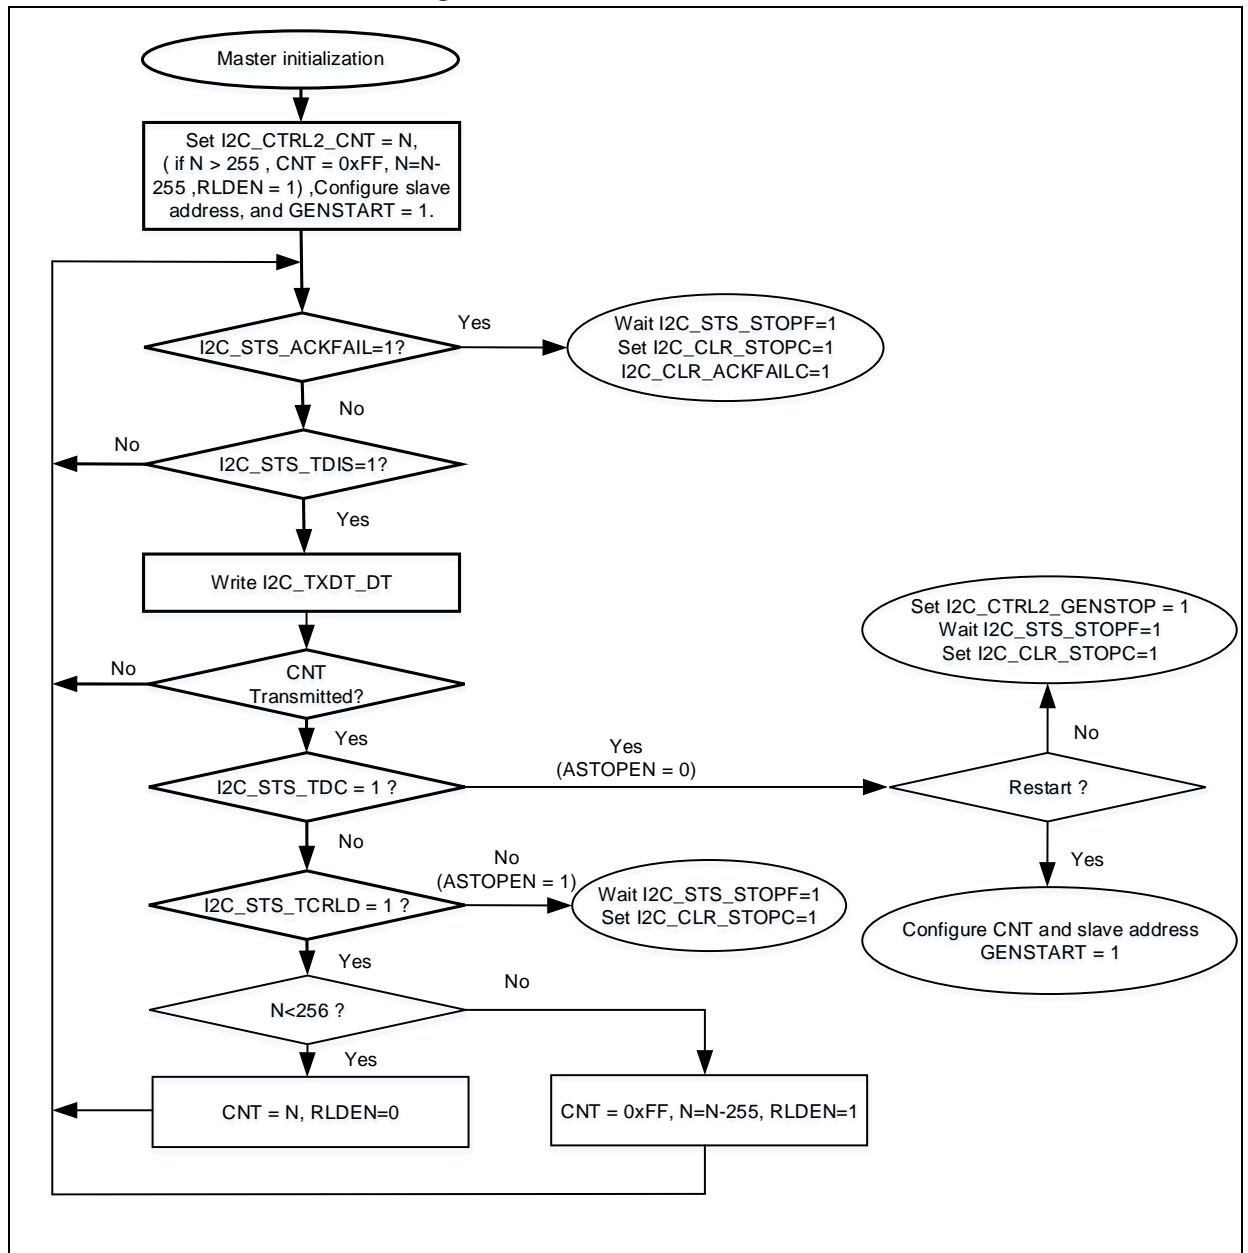 Master initialization
Set I2C_CTRL2_CNT = N,
( if N > 255 , CNT = 0xFF, N=N-
255 ,RLDEN = 1) ,Configure slave
address, and GENSTART = 1.
I2C_STS_ACKFAIL=1?
Yes
Wait I2C_STS_STOPF=1
Set I2C_CLR_STOPC=1
I2C_CLR_ACKFAILC=1
No
No
I2C_STS_TDIS=1?
Yes
Write I2C_TXDT_DT
No
CNT
Transmitted?
Yes
I2C_STS_TDC = 1 ?
Yes
(ASTOPEN = 0)
Restart ?
No
Set I2C_CTRL2_GENSTOP = 1
Wait I2C_STS_STOPF=1
Set I2C_CLR_STOPC=1
Yes
Configure CNT and slave address
GENSTART = 1
No
I2C_STS_TCRLD = 1 ?
No
(ASTOPEN = 1)
Wait I2C_STS_STOPF=1
Set I2C_CLR_STOPC=1
Yes
N<256 ?
No
Yes
CNT = N, RLDEN=0
CNT = 0xFF, N=N-255, RLDEN=1